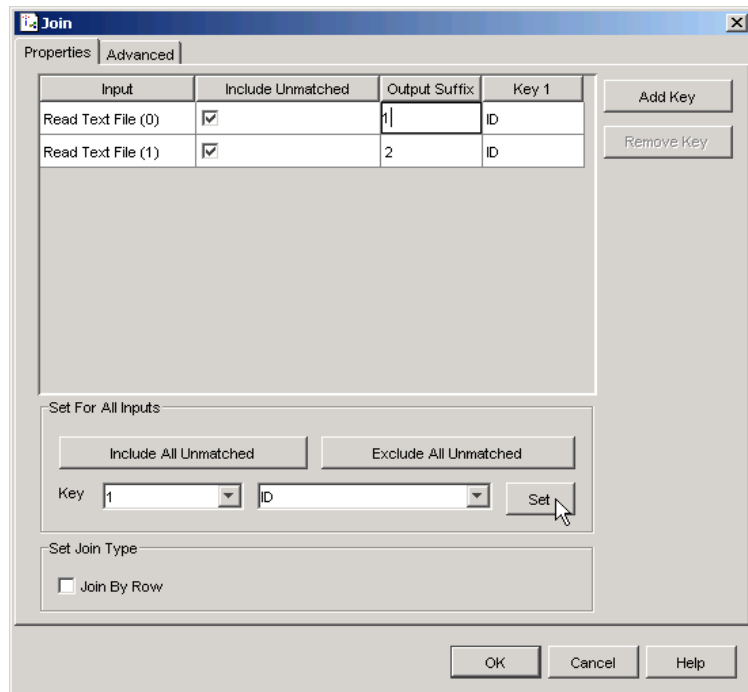 Join
Properties Advanced
Input Include Unmatched Output Suffix Key 1
Read Text File (0) 1 ID
Read Text File (1) 2 ID
Add Key
Remove Key
Set For All Inputs
Include All Unmatched Exclude All Unmatched
Key 1 ID Set
Set Join Type
Join By Row
OK Cancel Help